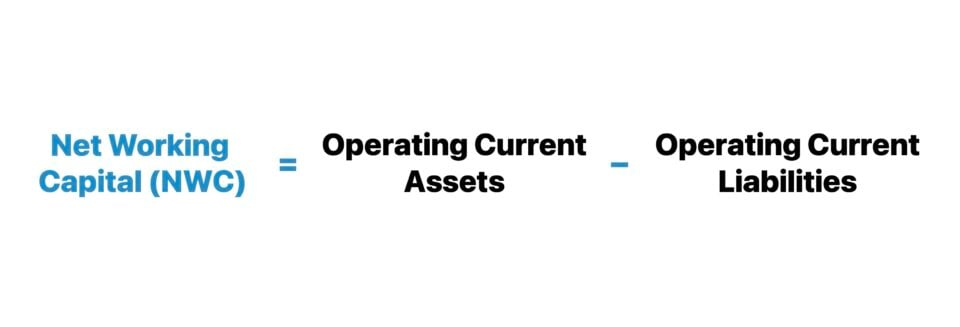 Net Working
Capital (NWC)
=
Operating Current
Assets
–
Operating Current
Liabilities